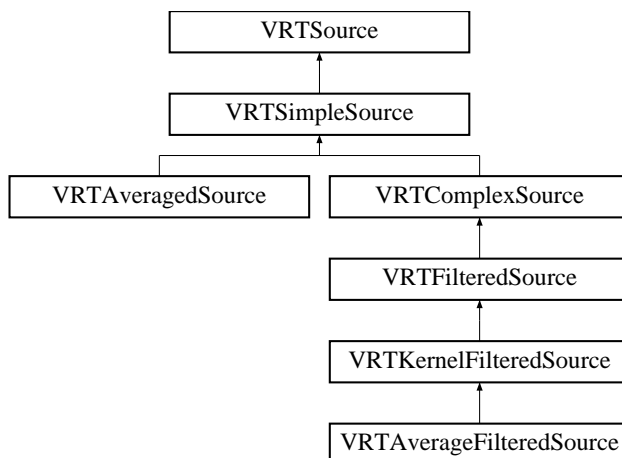 VRTSource
VRTSimpleSource
VRTAveragedSource
VRTComplexSource
VRTFilteredSource
VRTKernelFilteredSource
VRTAverageFilteredSource